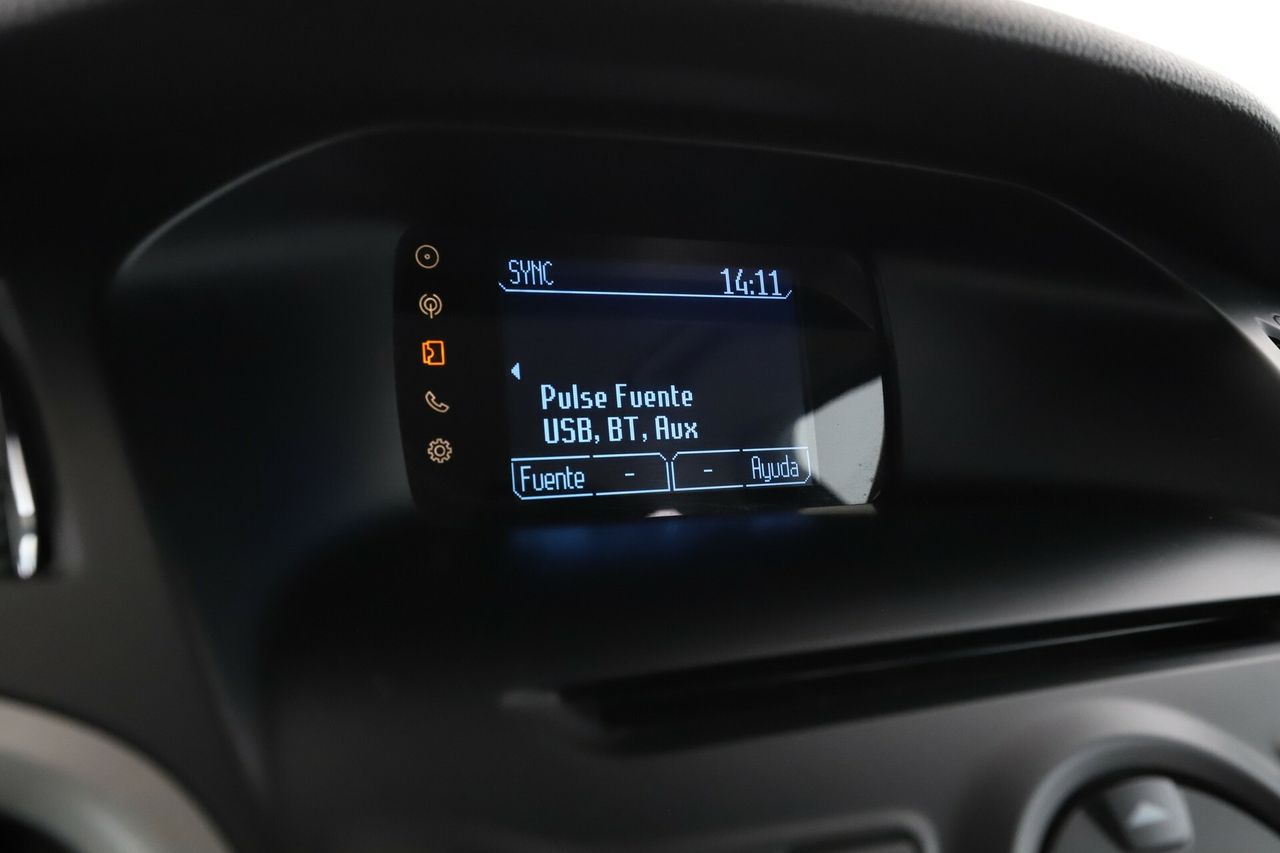 SYNC 14:11
Pulse Fuente
USB, BT, Aux
Fuente - - Ayuda